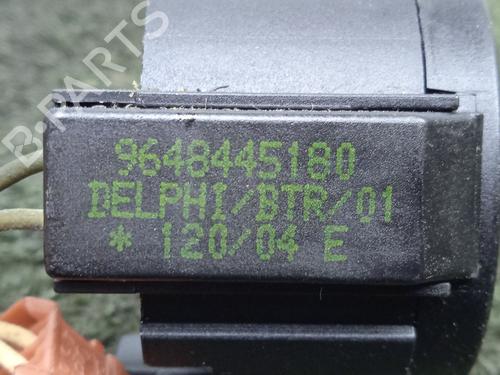 B-PARTS
9648445180
DELPHI/BTR/01
* 120/04 E